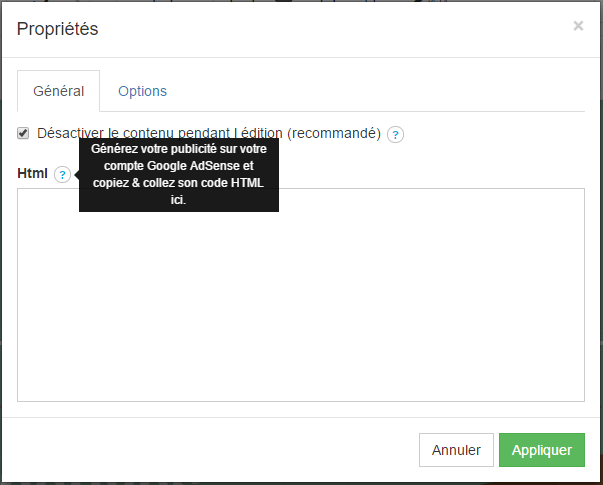 Propriétés
×
Général
Options
Désactiver le contenu pendant l'édition (recommandé) ?
Html ?
Générez votre publicité sur votre
compte Google AdSense et
copiez & collez son code HTML
ici.
Annuler
Appliquer